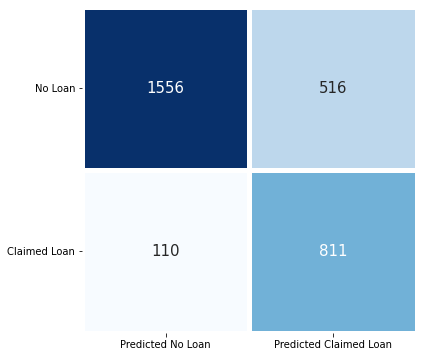 No Loan
1556
516
Claimed Loan
110
811
Predicted No Loan
Predicted Claimed Loan